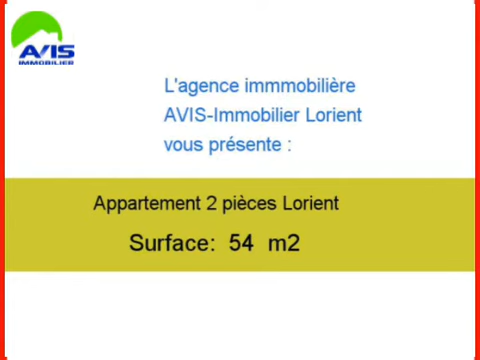 AVIS
IMMOBILIER
L'agence immmobilière
AVIS-Immobilier Lorient
vous présente :
Appartement 2 pièces Lorient
Surface: 54 m2